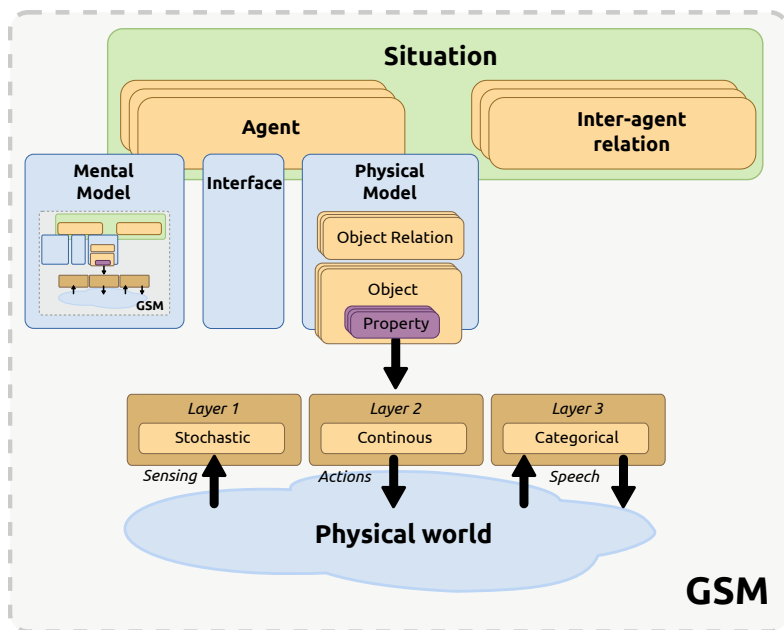 Situation
Agent
Inter-agent
relation
Mental
Model
Interface
Physical
Model
GSM
Object Relation
Object
Property
Layer 1
Stochastic
Layer 2
Continous
Layer 3
Categorical
Sensing
Actions
Speech
Physical world
GSM